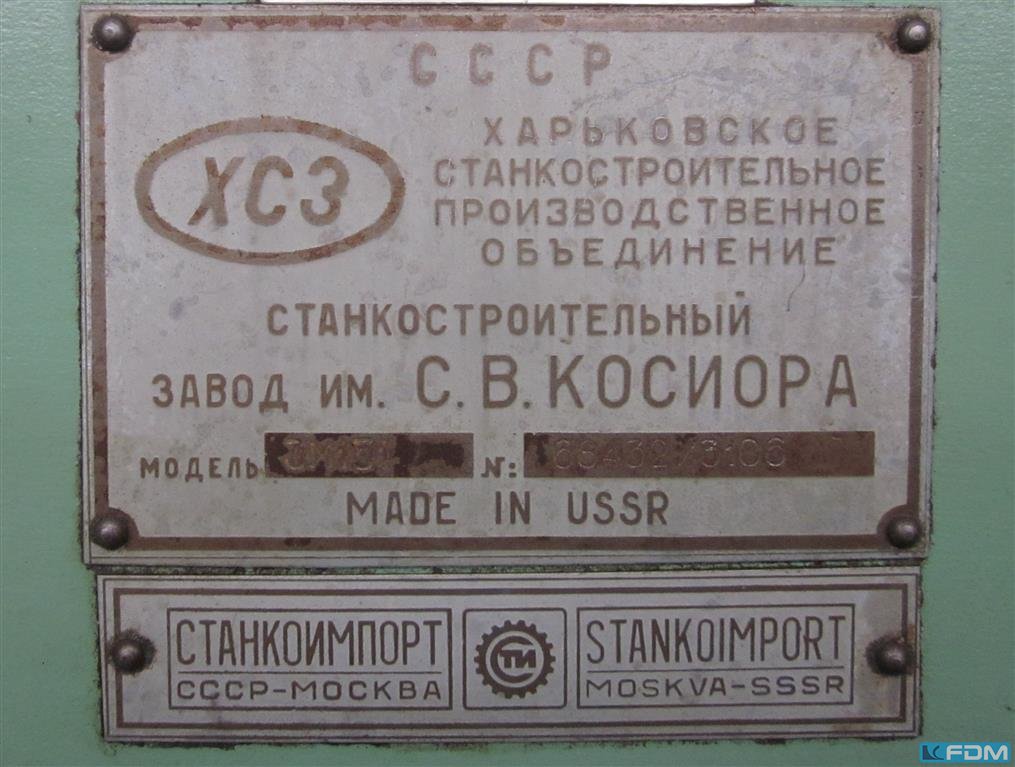 СССР
ХСЗ
ХАРЬКОВСКОЕ
СТАНКОСТРОИТЕЛЬНОЕ
ПРОИЗВОДСТВЕННОЕ
ОБЪЕДИНЕНИЕ
СТАНКОСТРОИТЕЛЬНЫЙ
ЗАВОД ИМ. С. В. КОСИОРА
МОДЕЛЬ №:
MADE IN USSR
СТАНКОИМПОРТ
СССР-МОСКВА
СТИ
STANKOIMPORT
MOSKVA-SSSR
FDM